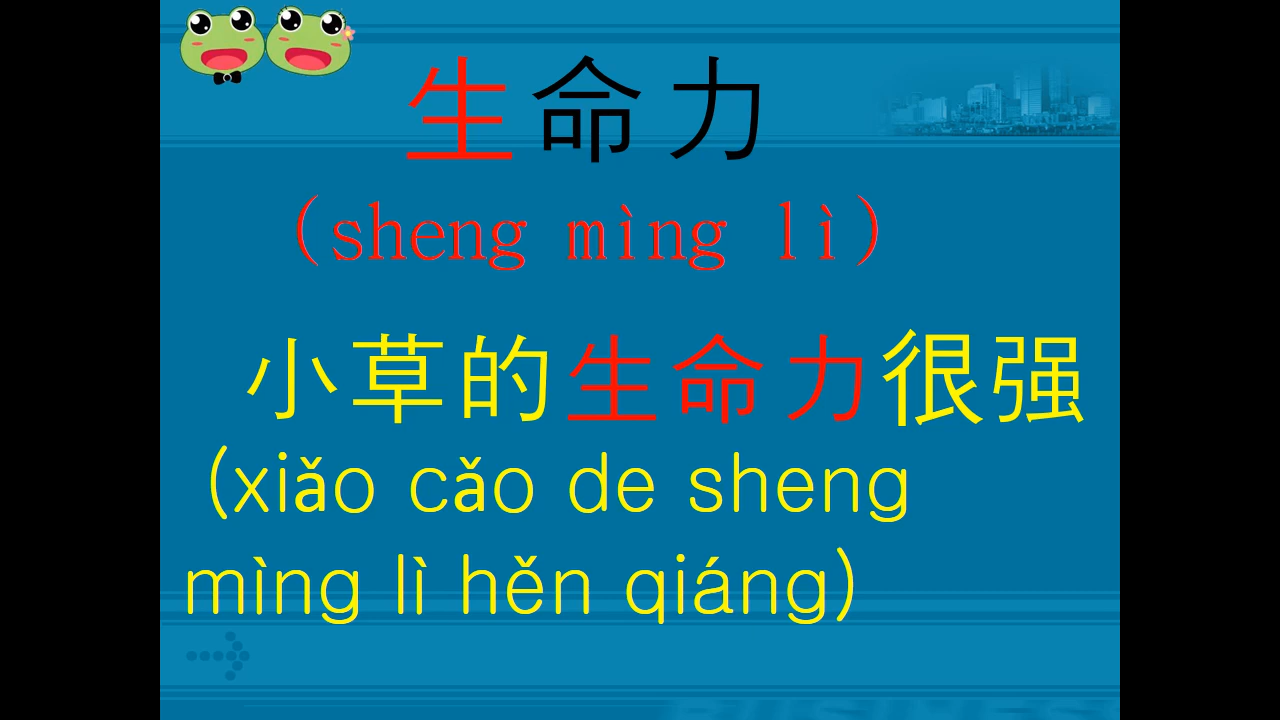 生命力
(sheng mìng lì)
小草的生命力很强
(xiǎo cǎo de sheng
mìng lì hěn qiáng)